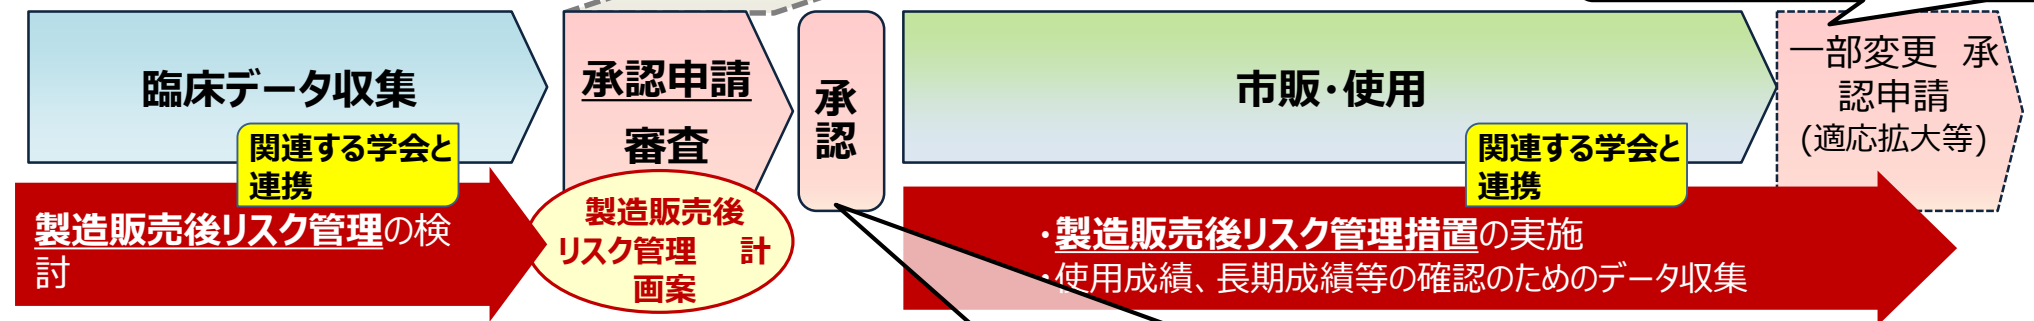 臨床データ収集
関連する学会と
連携
製造販売後リスク管理の検
討
承認申請
審査
製造販売後
リスク管理　計
画案
承
認
市販・使用
関連する学会と
連携
・製造販売後リスク管理措置の実施
・使用成績、長期成績等の確認のためのデータ収集
一部変更　承
認申請
(適応拡大等)